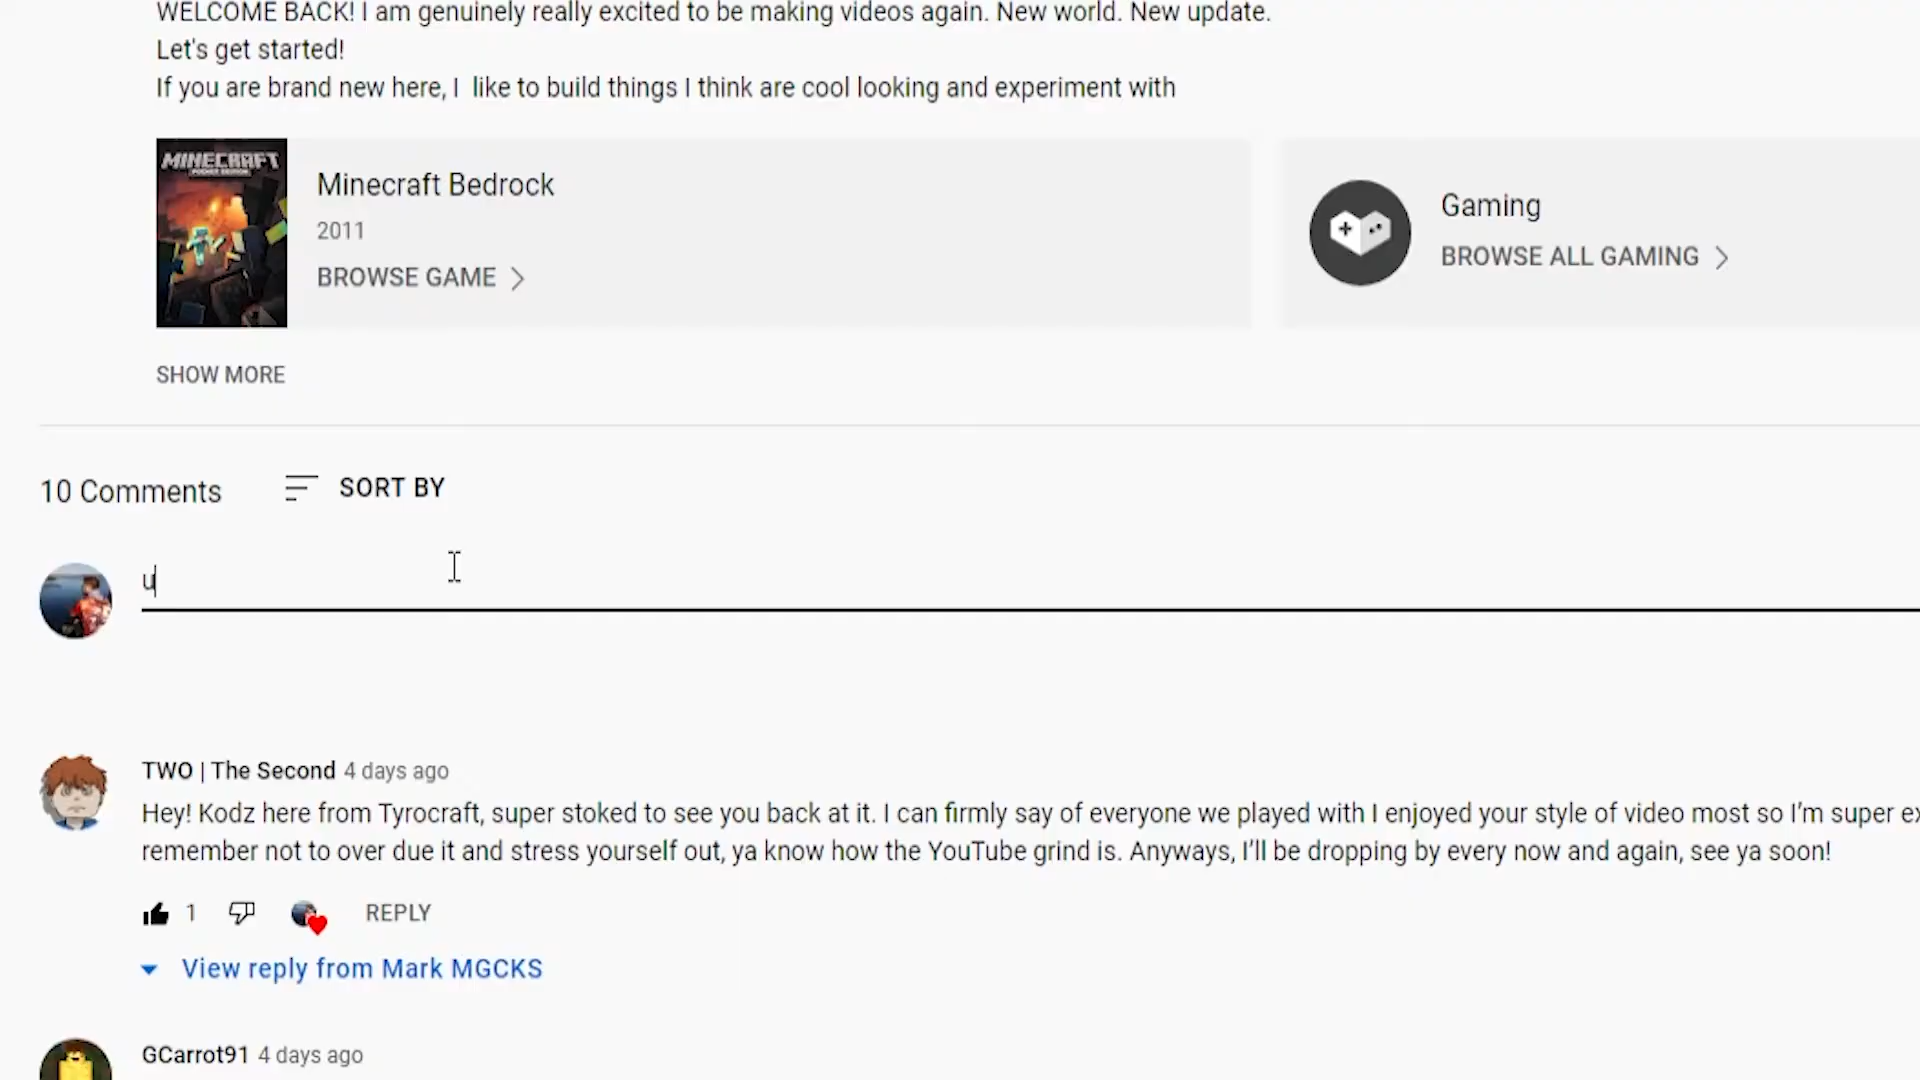 WELCOME BACK! I am genuinely really excited to be making videos again. New world. New update.
Let's get started!
If you are brand new here, I  like to build things I think are cool looking and experiment with
MINECRAFT
POCKET EDITION
Minecraft Bedrock
2011
BROWSE GAME
Gaming
BROWSE ALL GAMING
SHOW MORE
10 Comments
SORT BY
u
TWO | The Second 4 days ago
Hey! Kodz here from Tyrocraft, super stoked to see you back at it. I can firmly say of everyone we played with I enjoyed your style of video most so I’m super
remember not to over due it and stress yourself out, ya know how the YouTube grind is. Anyways, I’ll be dropping by every now and again, see ya soon!
1
REPLY
View reply from Mark MGCKS
GCarrot91 4 days ago